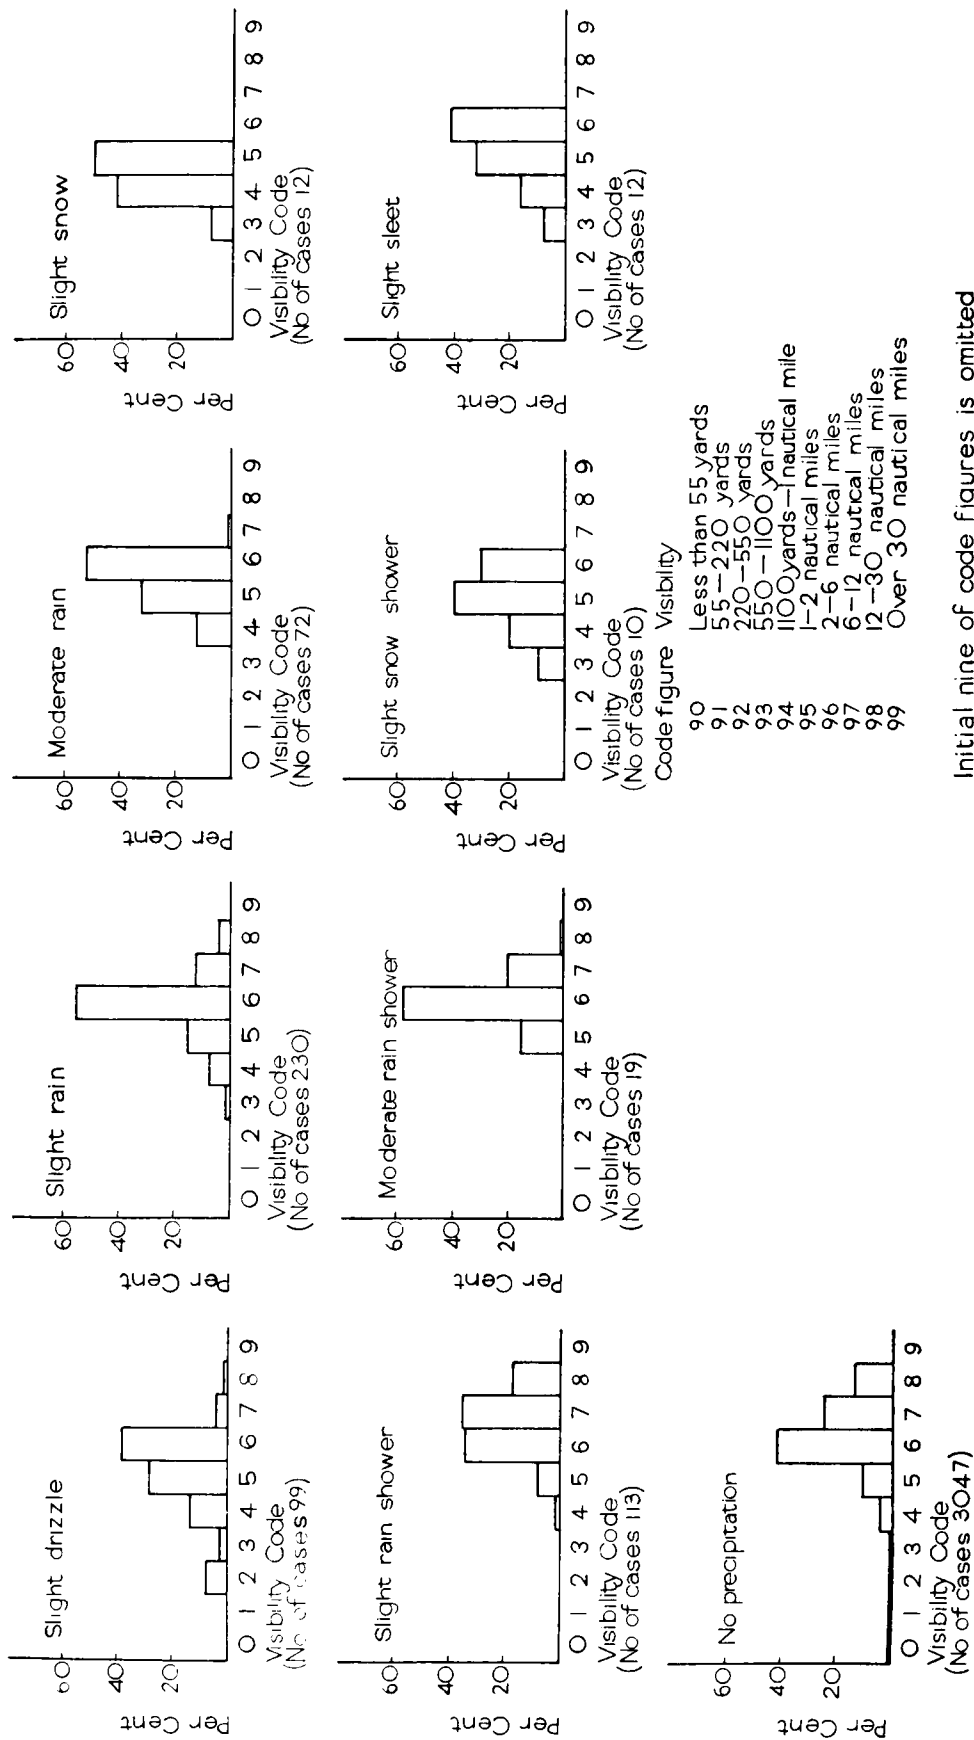 Slight drizzle
Per Cent
60
40
20
0 1 2 3 4 5 6 7 8 9
Visibility Code
(No of cases 99)
Slight rain
Per Cent
60
40
20
0 1 2 3 4 5 6 7 8 9
Visibility Code
(No of cases 230)
Moderate rain
Per Cent
60
40
20
0 1 2 3 4 5 6 7 8 9
Visibility Code
(No of cases 72)
Slight snow
Per Cent
60
40
20
0 1 2 3 4 5 6 7 8 9
Visibility Code
(No of cases 12)
Slight rain shower
Per Cent
60
40
20
0 1 2 3 4 5 6 7 8 9
Visibility Code
(No of cases 113)
Moderate rain shower
Per Cent
60
40
20
0 1 2 3 4 5 6 7 8 9
Visibility Code
(No of cases 19)
Slight snow shower
Per Cent
60
40
20
0 1 2 3 4 5 6 7 8 9
Visibility Code
(No of cases 10)
Slight sleet
Per Cent
60
40
20
0 1 2 3 4 5 6 7 8 9
Visibility Code
(No of cases 12)
No precipitation
Per Cent
60
40
20
0 1 2 3 4 5 6 7 8 9
Visibility Code
(No of cases 3047)
Code figure Visibility
90 Less than 55 yards
91 55–220 yards
92 220–550 yards
93 550–1100 yards
94 1100 yards–1 nautical mile
95 1–2 nautical miles
96 2–6 nautical miles
97 6–12 nautical miles
98 12–30 nautical miles
99 Over 30 nautical miles
Initial nine of code figures is omitted